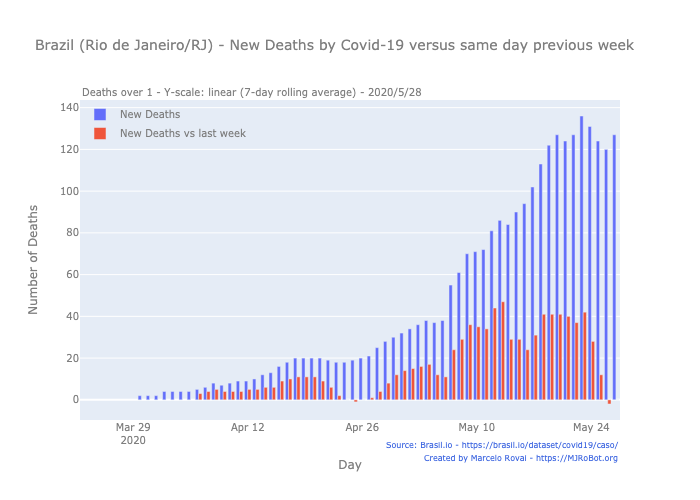 Brazil (Rio de Janeiro/RJ) - New Deaths by Covid-19 versus same day previous week
Deaths over 1 - Y-scale: linear (7-day rolling average) - 2020/5/28
New Deaths
New Deaths vs last week
Number of Deaths
140
120
100
80
60
40
20
0
Mar 29
2020
Apr 12
Apr 26
May 10
May 24
Day
Source: Brasil.io - https://brasil.io/dataset/covid19/caso/
Created by Marcelo Rovai - https://MJRoBot.org